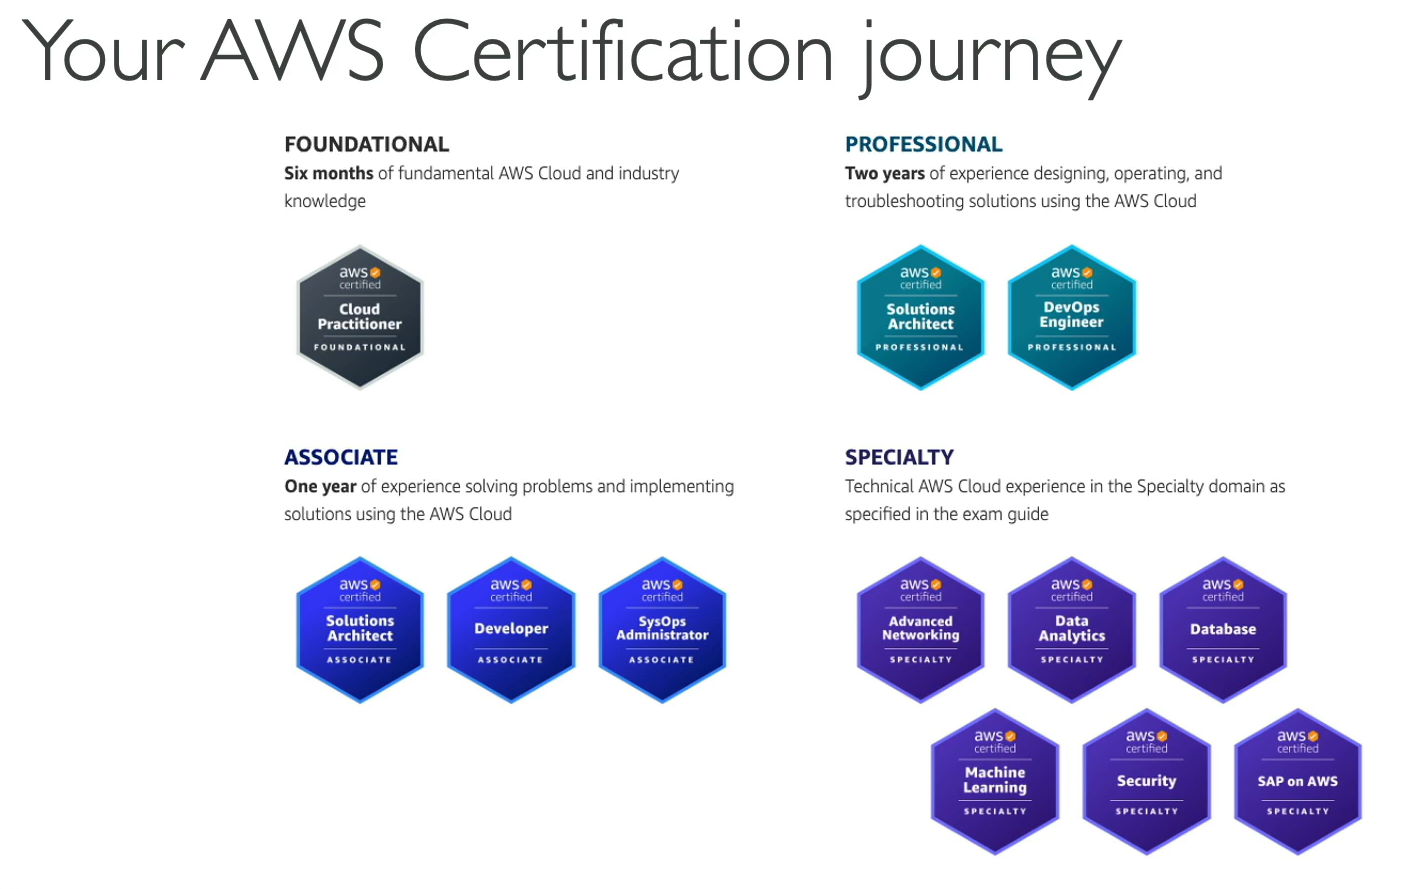 Your AWS Certification journey
FOUNDATIONAL
Six months of fundamental AWS Cloud and industry
knowledge
aws
certified
Cloud
Practitioner
FOUNDATIONAL
PROFESSIONAL
Two years of experience designing, operating, and
troubleshooting solutions using the AWS Cloud
aws
certified
Solutions
Architect
PROFESSIONAL
aws
certified
DevOps
Engineer
PROFESSIONAL
ASSOCIATE
One year of experience solving problems and implementing
solutions using the AWS Cloud
aws
certified
Solutions
Architect
ASSOCIATE
aws
certified
Developer
ASSOCIATE
aws
certified
SysOps
Administrator
ASSOCIATE
SPECIALTY
Technical AWS Cloud experience in the Specialty domain as
specified in the exam guide
aws
certified
Advanced
Networking
SPECIALTY
aws
certified
Data
Analytics
SPECIALTY
aws
certified
Database
SPECIALTY
aws
certified
Machine
Learning
SPECIALTY
aws
certified
Security
SPECIALTY
aws
certified
SAP on AWS
SPECIALTY